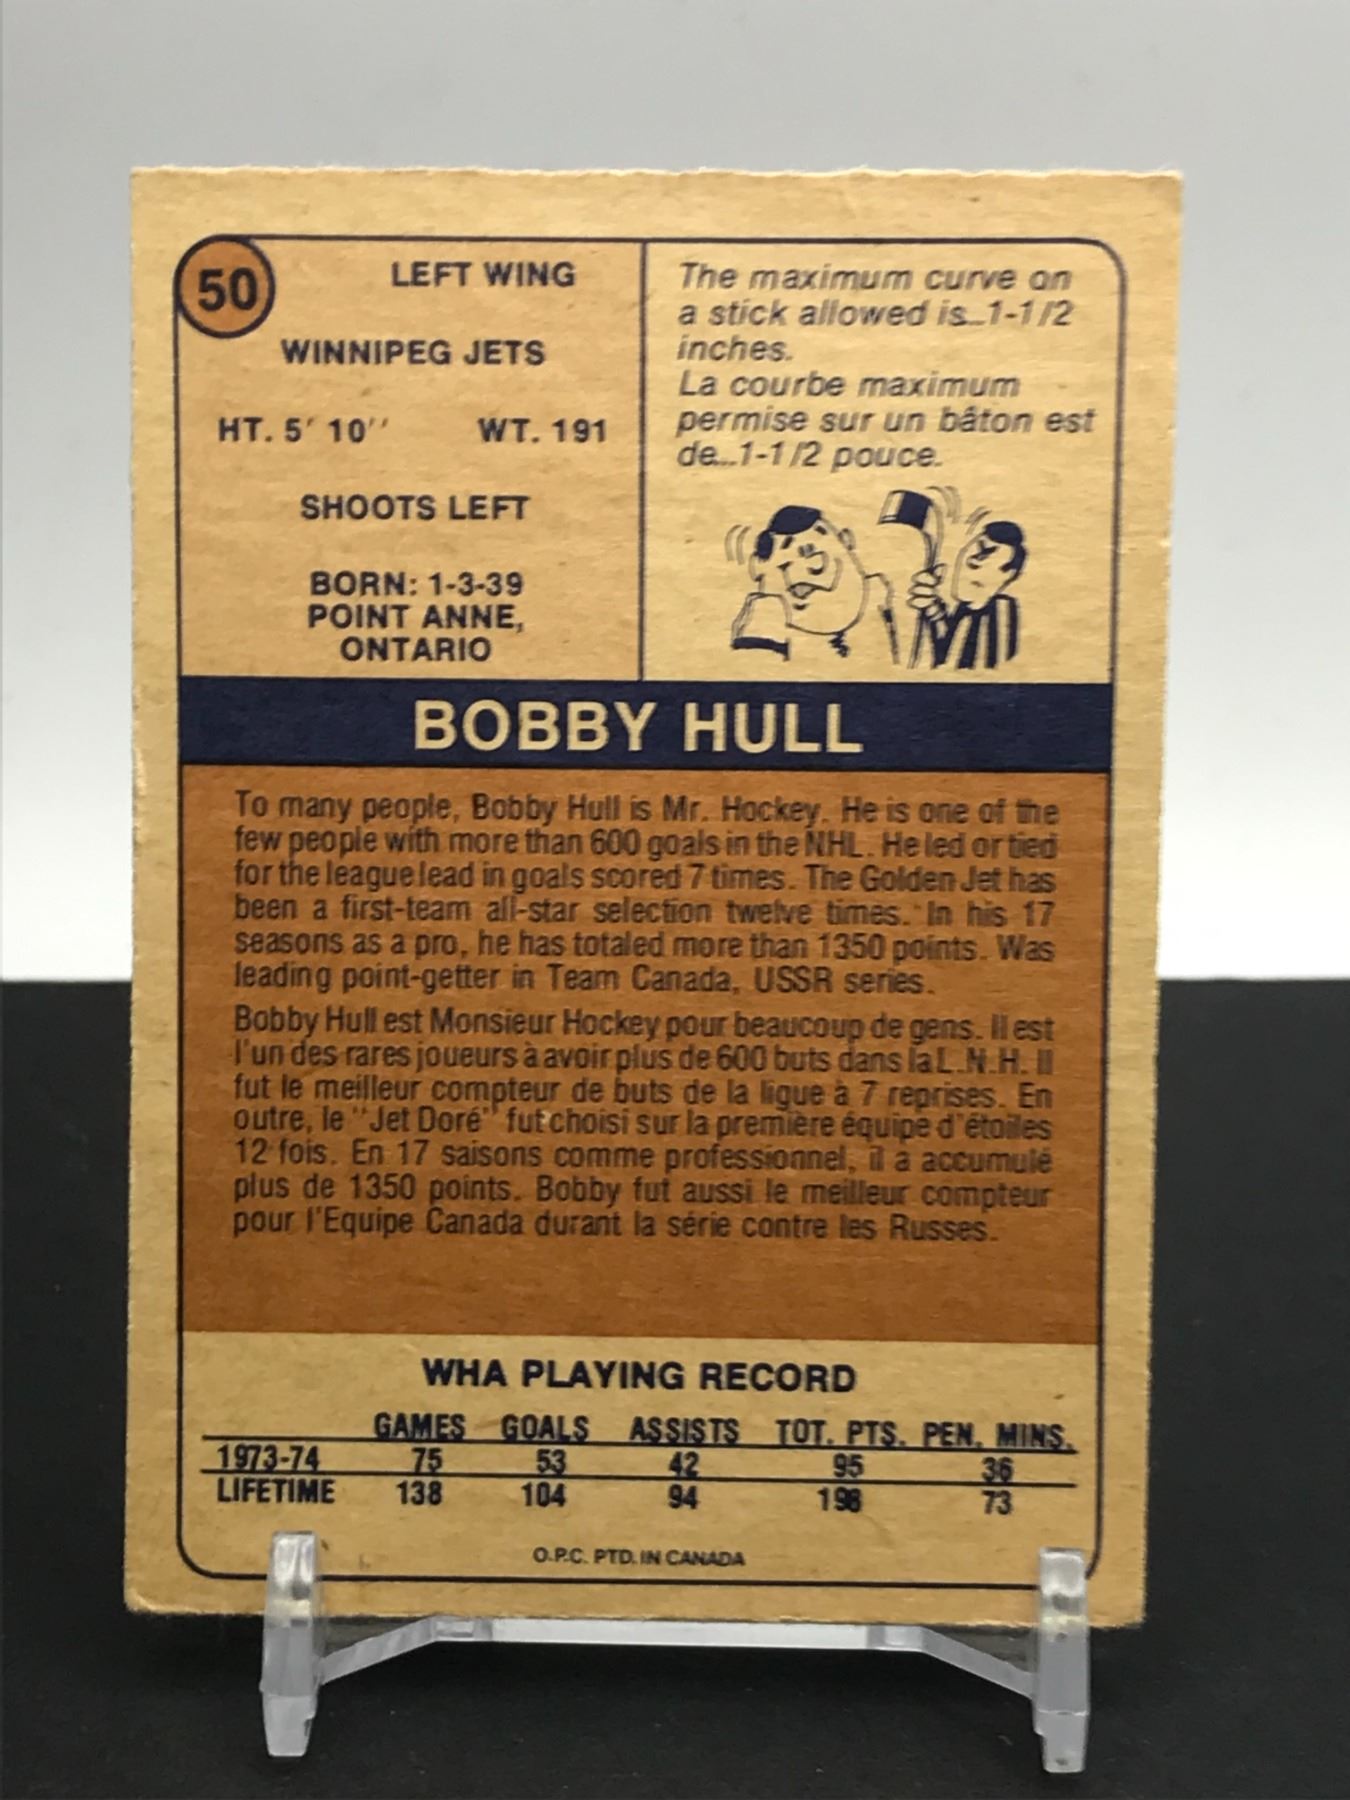 50
LEFT WING
WINNIPEG JETS
HT. 5' 10'' WT. 191
SHOOTS LEFT
BORN: 1-3-39
POINT ANNE,
ONTARIO
The maximum curve on
a stick allowed is...1-1/2
inches.
La courbe maximum
permise sur un bâton est
de...1-1/2 pouce.
BOBBY HULL
To many people, Bobby Hull is Mr. Hockey. He is one of the
few people with more than 600 goals in the NHL. He led or tied
for the league lead in goals scored 7 times. The Golden Jet has
been a first-team all-star selection twelve times. In his 17
seasons as a pro, he has totaled more than 1350 points. Was
leading point-getter in Team Canada, USSR series.
Bobby Hull est Monsieur Hockey pour beaucoup de gens. Il est
l'un des rares joueurs à avoir plus de 600 buts dans la L.N.H. Il
fut le meilleur compteur de buts de la ligue à 7 reprises. En
outre, le "Jet Doré" fut choisi sur la première équipe d'étoiles
12 fois. En 17 saisons comme professionnel, il a accumulé
plus de 1350 points. Bobby fut aussi le meilleur compteur
pour l'Equipe Canada durant la série contre les Russes.
WHA PLAYING RECORD
GAMES GOALS ASSISTS TOT. PTS. PEN. MINS.
1973-74 75 53 42 95 36
LIFETIME 138 104 94 198 73
O.P.C. PTD. IN CANADA